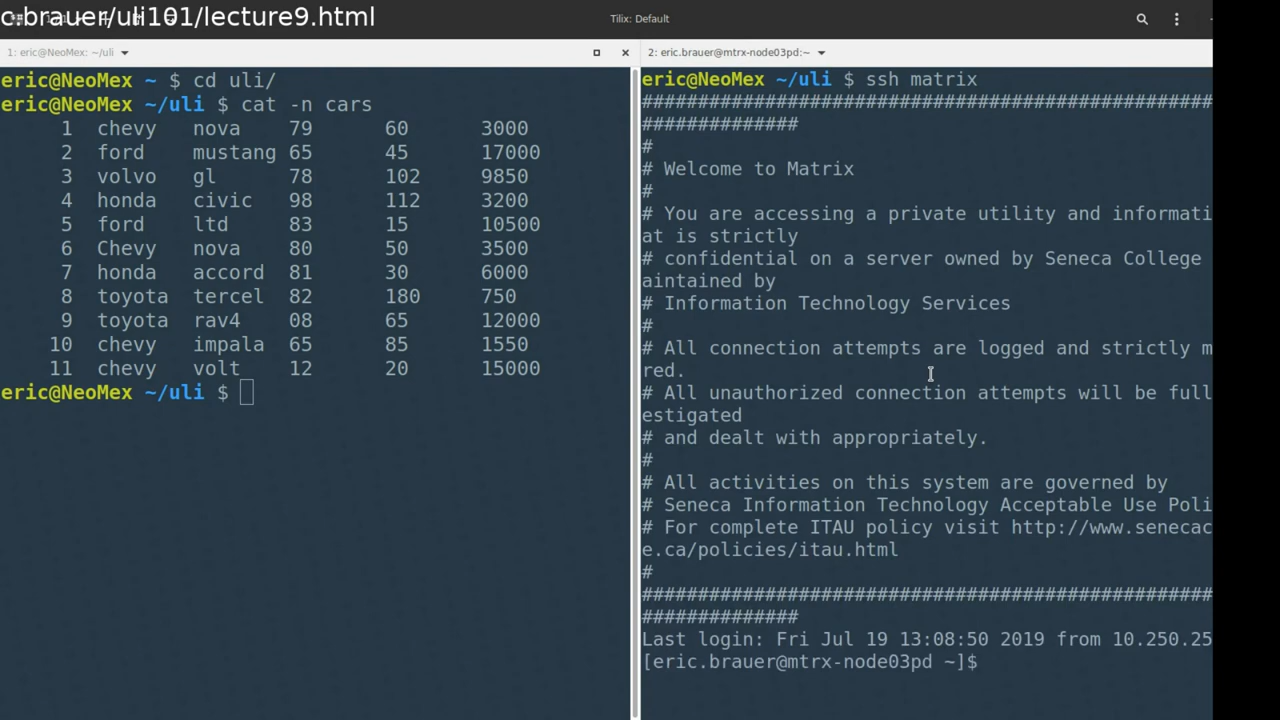 c.brauer/uli101/lecture9.html
Tilix: Default
1: eric@NeoMex: ~/uli
2: eric.brauer@mtrx-node03pd:~
eric@NeoMex ~ $ cd uli/
eric@NeoMex ~/uli $ cat -n cars
1 chevy nova 79 60 3000
2 ford mustang 65 45 17000
3 volvo gl 78 102 9850
4 honda civic 98 112 3200
5 ford ltd 83 15 10500
6 Chevy nova 80 50 3500
7 honda accord 81 30 6000
8 toyota tercel 82 180 750
9 toyota rav4 08 65 12000
10 chevy impala 65 85 1550
11 chevy volt 12 20 15000
eric@NeoMex ~/uli $
eric@NeoMex ~/uli $ ssh matrix
####################################################
##############
#
# Welcome to Matrix
#
# You are accessing a private utility and informati
at is strictly
# confidential on a server owned by Seneca College
aintained by
# Information Technology Services
#
# All connection attempts are logged and strictly m
red.
# All unauthorized connection attempts will be full
estigated
# and dealt with appropriately.
#
# All activities on this system are governed by
# Seneca Information Technology Acceptable Use Poli
# For complete ITAU policy visit http://www.senecac
e.ca/policies/itau.html
#
####################################################
##############
Last login: Fri Jul 19 13:08:50 2019 from 10.250.25
[eric.brauer@mtrx-node03pd ~]$